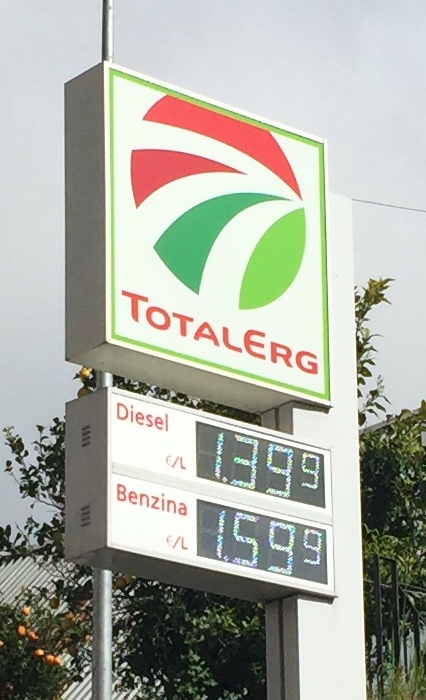 TOTALERG
Diesel
€/L
1.399
Benzina
€/L
1.599